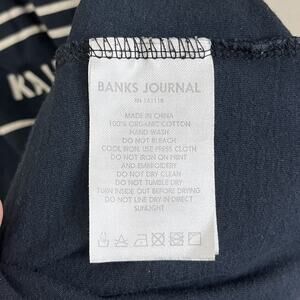 BANKS JOURNAL
MADE IN CHINA
100% ORGANIC COTTON
HAND WASH
DO NOT BLEACH
COOL IRON, USE PRESS CLOTH
DO NOT IRON ON PRINT
AND EMBROIDERY
DO NOT DRY CLEAN
DO NOT TUMBLE DRY
TURN INSIDE OUT BEFORE DRYING
DO NOT LINE DRY IN DIRECT
SUNLIGHT